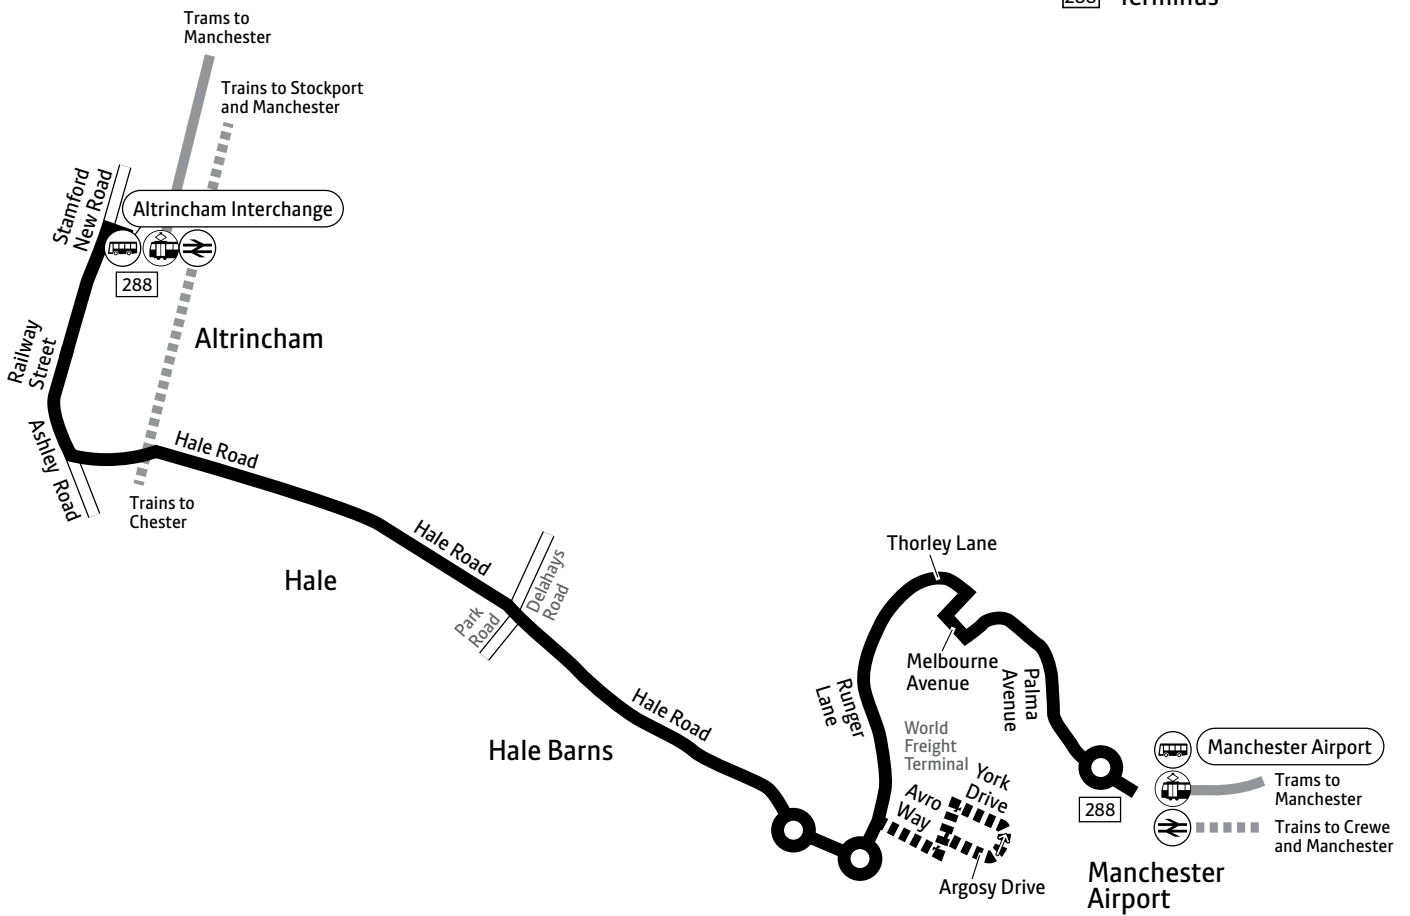 Terminus
Trams to
Manchester
Trains to Stockport
and Manchester
Stamford
New Road
Altrincham Interchange
288
Railway
Street
Altrincham
Ashley Road
Hale Road
Trains to
Chester
Hale
Hale Road
Park
Road
Delahays
Road
Hale Road
Hale Barns
Thorley Lane
Melbourne
Avenue
Palma
Avenue
Runger
Lane
World
Freight
Terminal
York
Drive
Avro
Way
Argosy Drive
Manchester Airport
288
Trams to
Manchester
Trains to Crewe
and Manchester
Manchester
Airport